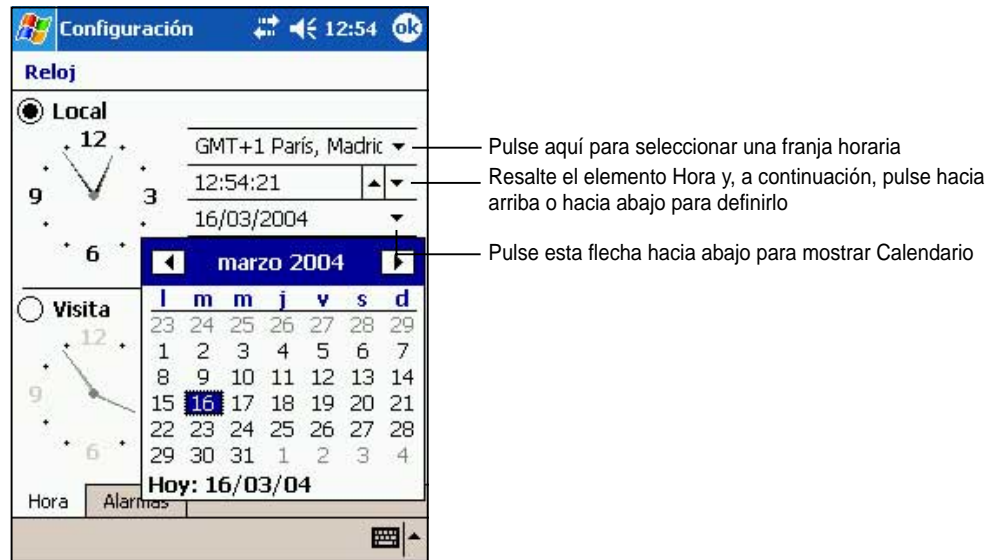 Configuración 12:54 ok
Reloj
Local
12
9
3
6
GMT+1 París, Madric
12:54:21
16/03/2004
Pulse aquí para seleccionar una franja horaria
Resalte el elemento Hora y, a continuación, pulse hacia
arriba o hacia abajo para definirlo
Pulse esta flecha hacia abajo para mostrar Calendario
marzo 2004
l m m j v s d
23 24 25 26 27 28 29
1 2 3 4 5 6 7
8 9 10 11 12 13 14
15 16 17 18 19 20 21
22 23 24 25 26 27 28
29 30 31 1 2 3 4
Hoy: 16/03/04
Visita
12
9
6
Hora Alarmas